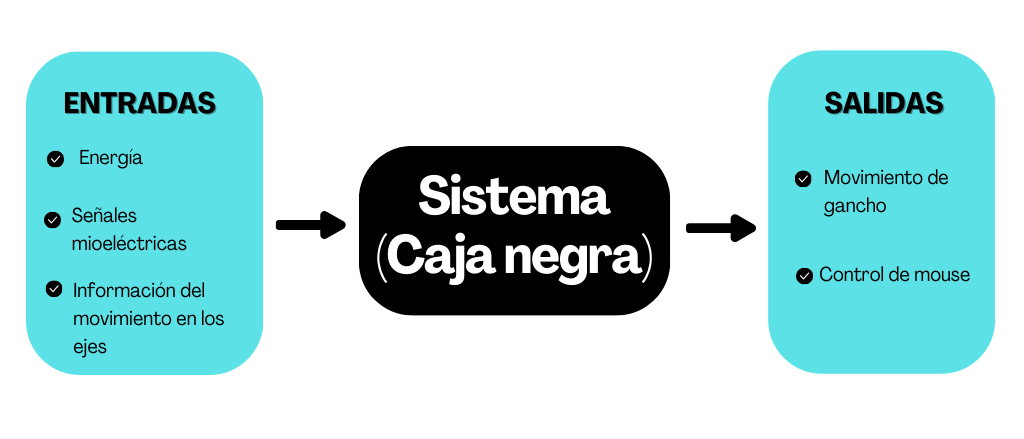 ENTRADAS
Energía
Señales
mioeléctricas
Información del
movimiento en los
ejes
Sistema
(Caja negra)
SALIDAS
Movimiento de
gancho
Control de mouse